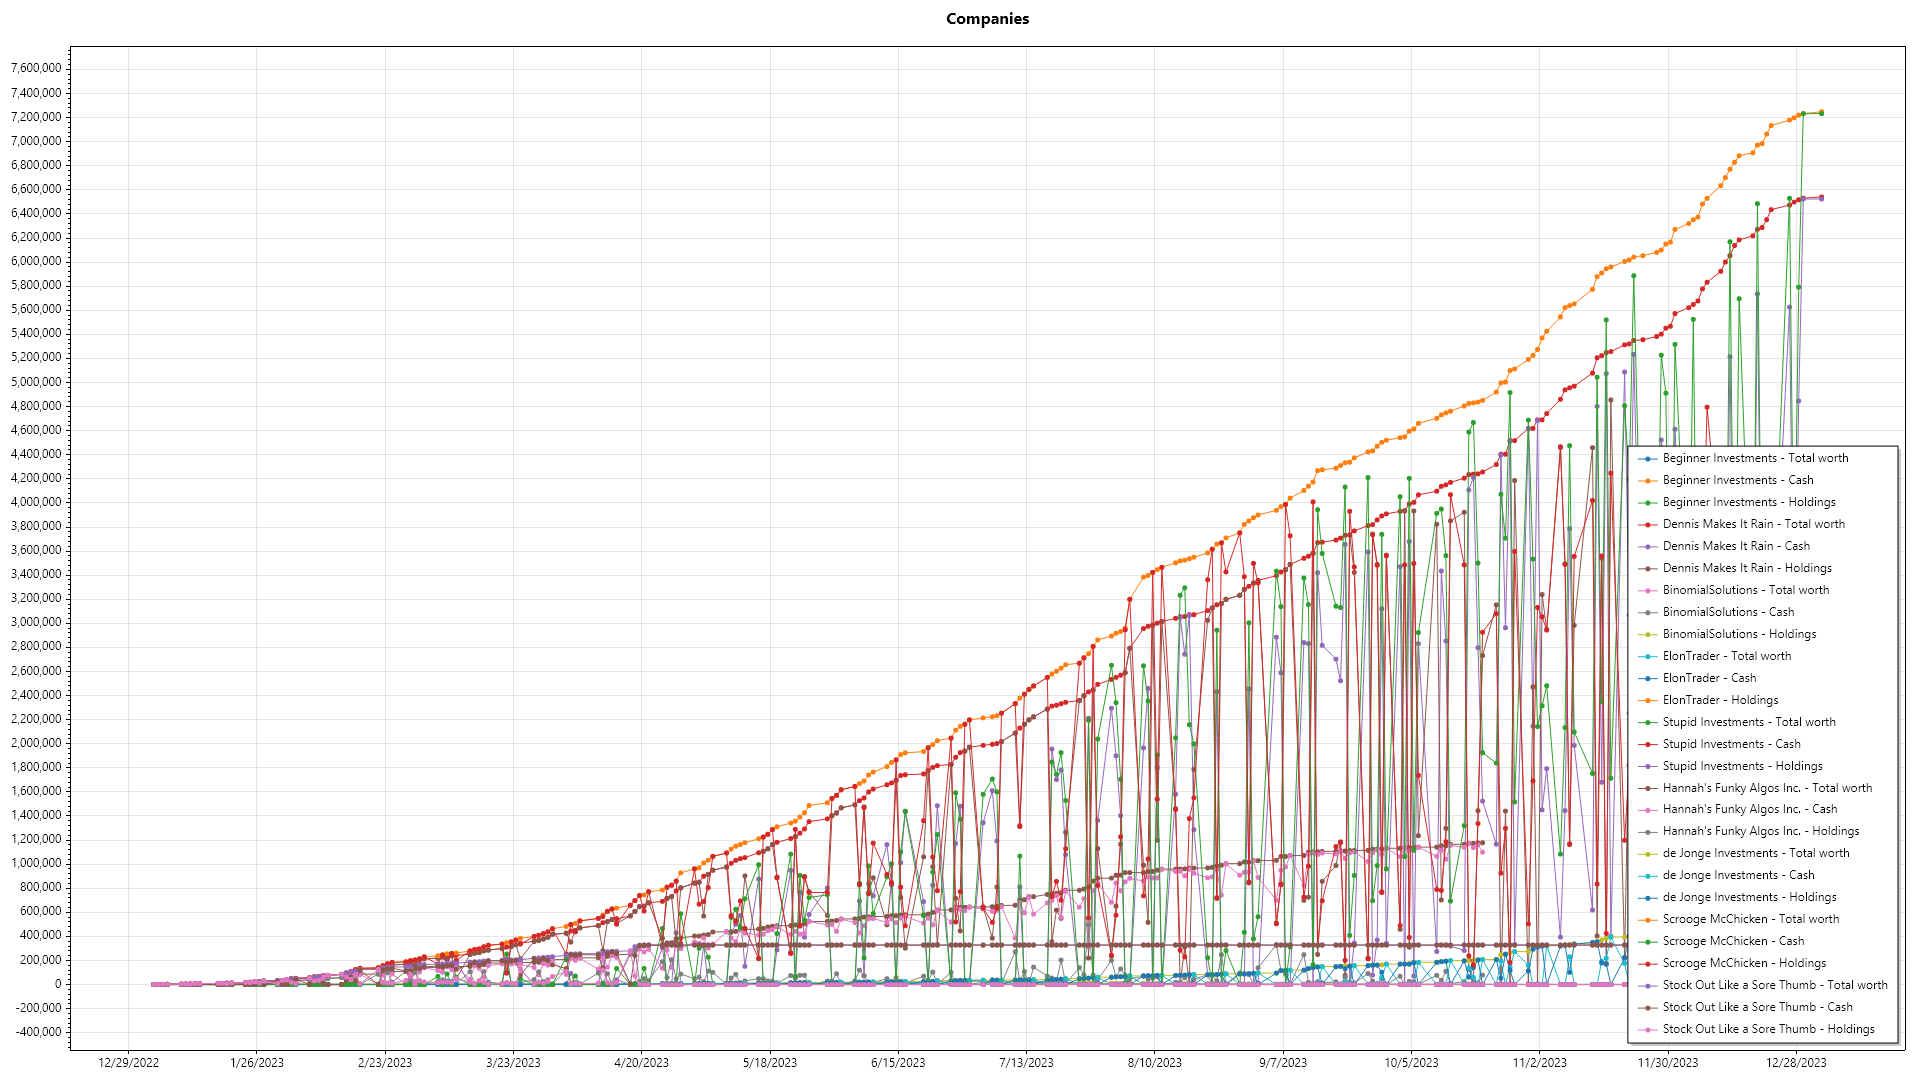 Companies
7,600,000
7,400,000
7,200,000
7,000,000
6,800,000
6,600,000
6,400,000
6,200,000
6,000,000
5,800,000
5,600,000
5,400,000
5,200,000
5,000,000
4,800,000
4,600,000
4,400,000
4,200,000
4,000,000
3,800,000
3,600,000
3,400,000
3,200,000
3,000,000
2,800,000
2,600,000
2,400,000
2,200,000
2,000,000
1,800,000
1,600,000
1,400,000
1,200,000
1,000,000
800,000
600,000
400,000
200,000
0
-200,000
-400,000
12/29/2022 1/26/2023 2/23/2023 3/23/2023 4/20/2023 5/18/2023 6/15/2023 7/13/2023 8/10/2023 9/7/2023 10/5/2023 11/2/2023 11/30/2023 12/28/2023
Beginner Investments - Total worth
Beginner Investments - Cash
Beginner Investments - Holdings
Dennis Makes It Rain - Total worth
Dennis Makes It Rain - Cash
Dennis Makes It Rain - Holdings
BinomialSolutions - Total worth
BinomialSolutions - Cash
BinomialSolutions - Holdings
ElonTrader - Total worth
ElonTrader - Cash
ElonTrader - Holdings
Stupid Investments - Total worth
Stupid Investments - Cash
Stupid Investments - Holdings
Hannah's Funky Algos Inc. - Total worth
Hannah's Funky Algos Inc. - Cash
Hannah's Funky Algos Inc. - Holdings
de Jonge Investments - Total worth
de Jonge Investments - Cash
de Jonge Investments - Holdings
Scrooge McChicken - Total worth
Scrooge McChicken - Cash
Scrooge McChicken - Holdings
Stock Out Like a Sore Thumb - Total worth
Stock Out Like a Sore Thumb - Cash
Stock Out Like a Sore Thumb - Holdings